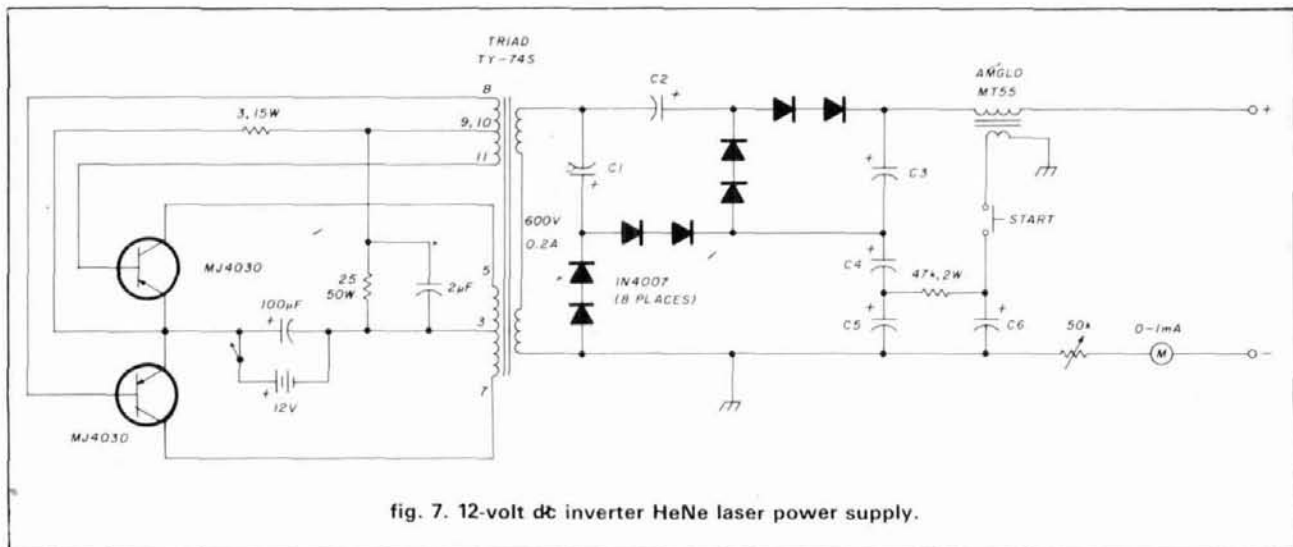 TRIAD
TY-74S
8
9,10
11
3,15W
MJ4030
MJ4030
100µF
+
12V
+
25
50W
2µF
5
3
7
600V
0.2A
C1
+
C2
+
1N4007
(8 PLACES)
C3
+
C4
+
C5
+
47k,2W
C6
+
AMGLO
MT55
START
50k
0-1mA
M
+
-
fig. 7. 12-volt dc inverter HeNe laser power supply.